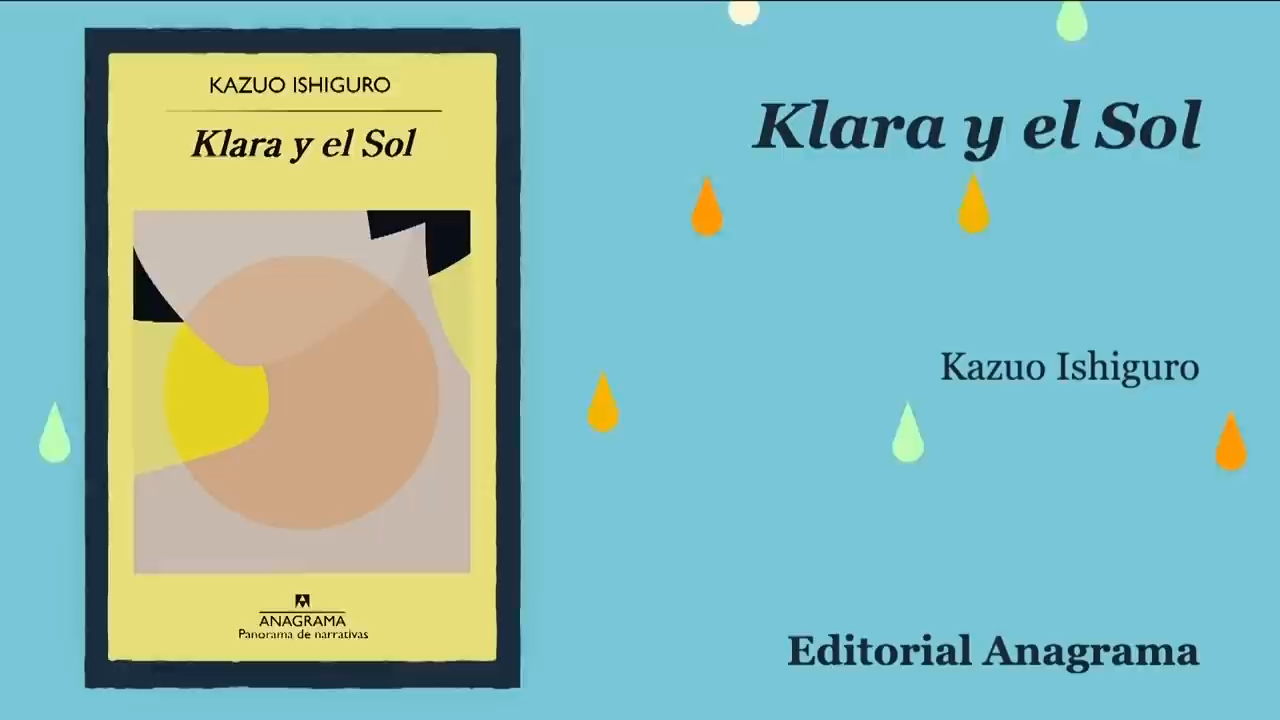 KAZUO ISHIGURO
Klara y el Sol
ANAGRAMA
Panorama de narrativas
Klara y el Sol
Kazuo Ishiguro
Editorial Anagrama